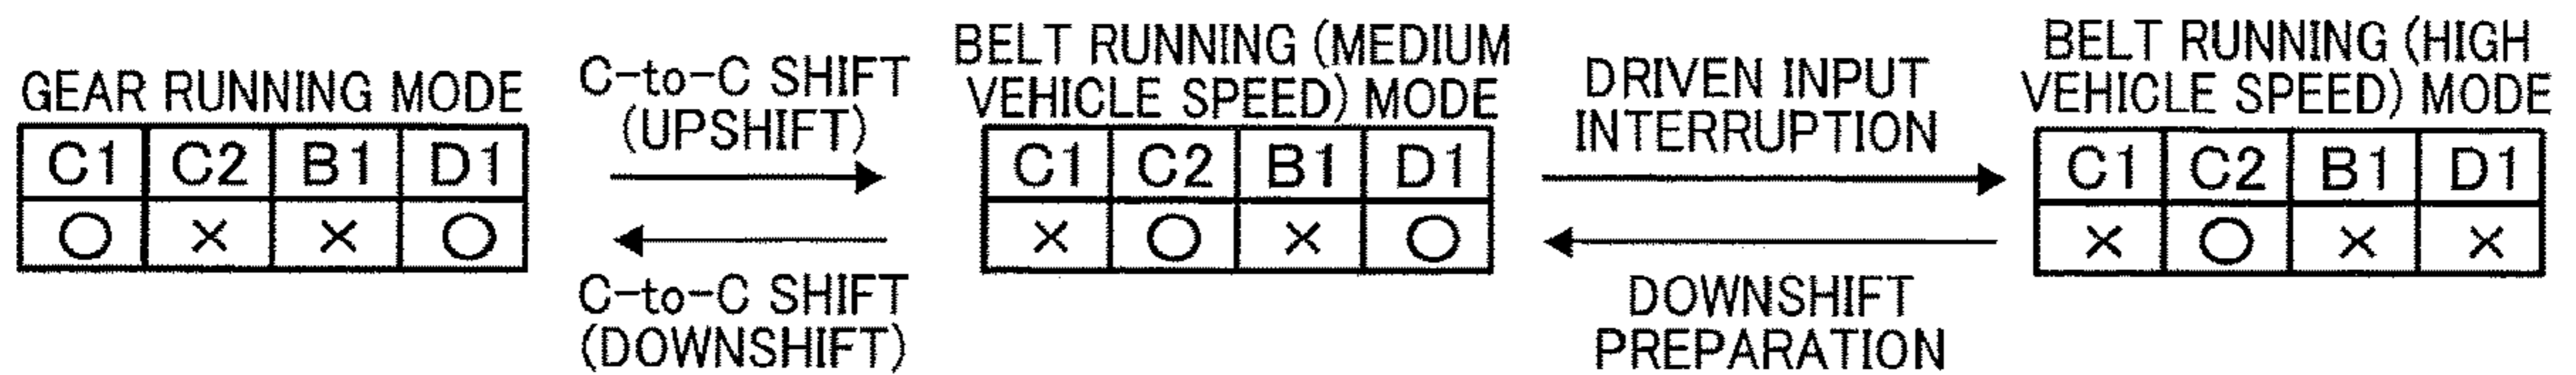 GEAR RUNNING MODE
C1 C2 B1 D1
○ × × ○
C-to-C SHIFT
(UPSHIFT)
C-to-C SHIFT
(DOWNSHIFT)
BELT RUNNING (MEDIUM
VEHICLE SPEED) MODE
C1 C2 B1 D1
× ○ × ○
DRIVEN INPUT
INTERRUPTION
DOWNSHIFT
PREPARATION
BELT RUNNING (HIGH
VEHICLE SPEED) MODE
C1 C2 B1 D1
× ○ × ×